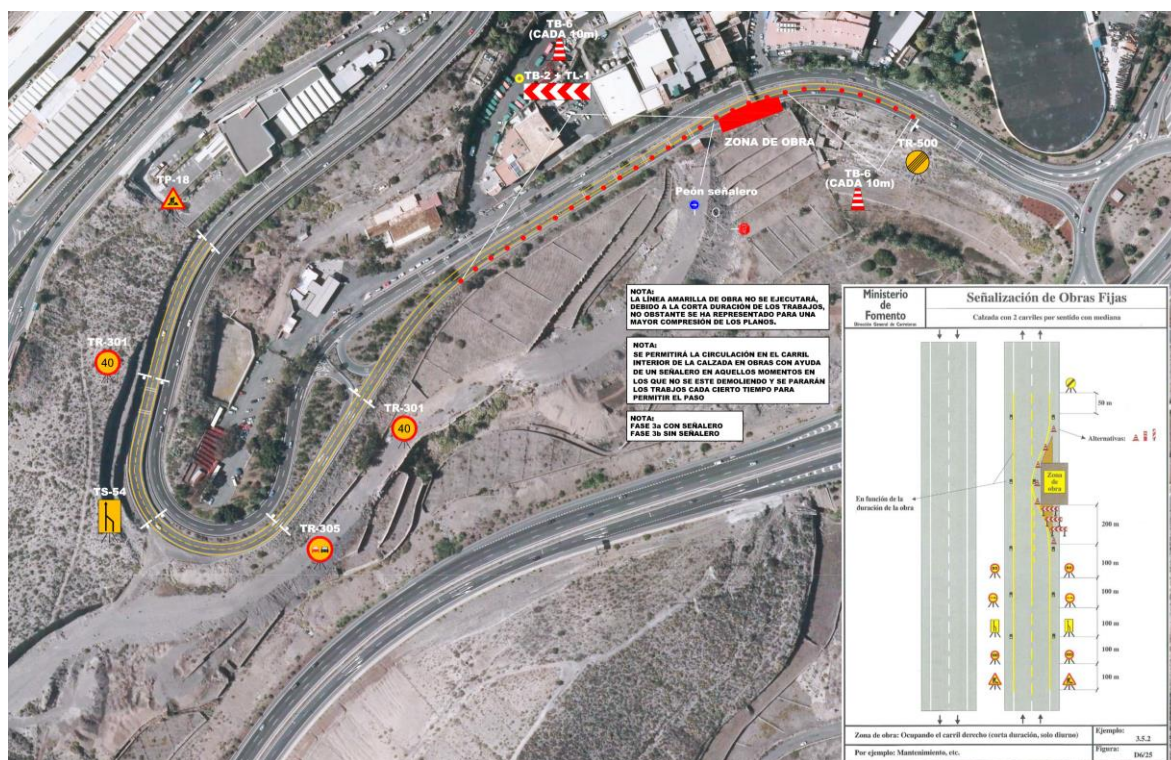 TB-6
(CADA 10m)
TB-2 + TL-1
ZONA DE OBRA
TR-500
TB-6
(CADA 10m)
Peón señalero
TP-18
TR-301
40
TR-301
40
TS-54
TR-305
NOTA:
LA LÍNEA AMARILLA DE OBRA NO SE EJECUTARÁ,
DEBIDO A LA CORTA DURACIÓN DE LOS TRABAJOS,
NO OBSTANTE SE HA REPRESENTADO PARA UNA
MAYOR COMPRESIÓN DE LOS PLANOS.
NOTA:
SE PERMITIRÁ LA CIRCULACIÓN EN EL CARRIL
INTERIOR DE LA CALZADA EN OBRAS CON AYUDA
DE UN SEÑALERO EN AQUELLOS MOMENTOS EN
LOS QUE NO SE ESTE DEMOLIENDO Y SE PARARÁN
LOS TRABJOS CADA CIERTO TIEMPO PARA
PERMITIR EL PASO
NOTA:
FASE 3a CON SEÑALERO
FASE 3b SIN SEÑALERO
Ministerio
de
Fomento
Dirección General de Carreteras
Señalización de Obras Fijas
Calzada con 2 carriles por sentido con mediana
50 m
Alternativas:
Zona
de
obra
En función de la
duración de la obra
200 m
100 m
100 m
100 m
100 m
100 m
Zona de obra: Ocupando el carril derecho (corta duración, solo diurno)
Ejemplo:
3.5.2
Por ejemplo: Mantenimiento, etc.
Figura:
D6/25